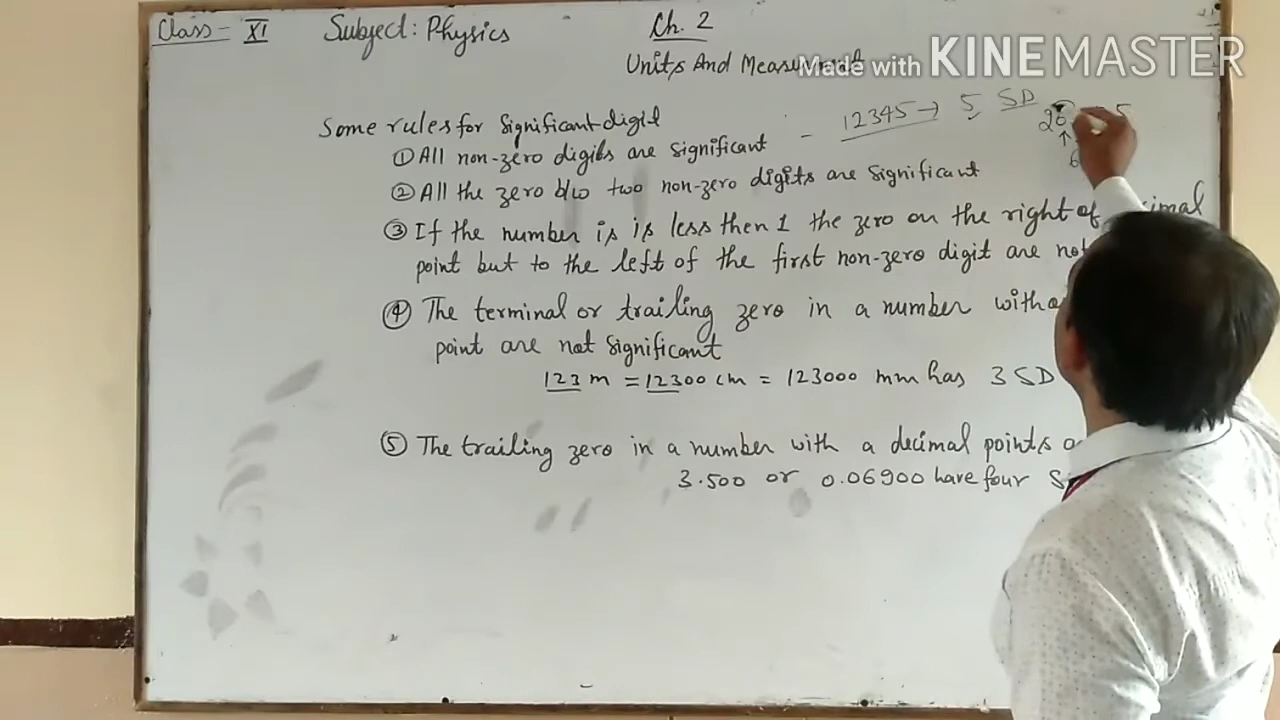 Class - XI Subject: Physics Ch. 2
Units And Measurement
Made with KINEMASTER
Some rules for significant digit
① All non-zero digits are significant - 12345 → 5 SD
② All the zero b/w two non-zero digits are significant
③ If the number is is less then 1 the zero on the right of
point but to the left of the first non-zero digit are not
④ The terminal or trailing zero in a number
point are not significant
123 m = 12300 cm = 123000 mm has 3 SD
⑤ The trailing zero in a number with a decimal points
3.500 or 0.06900 have four